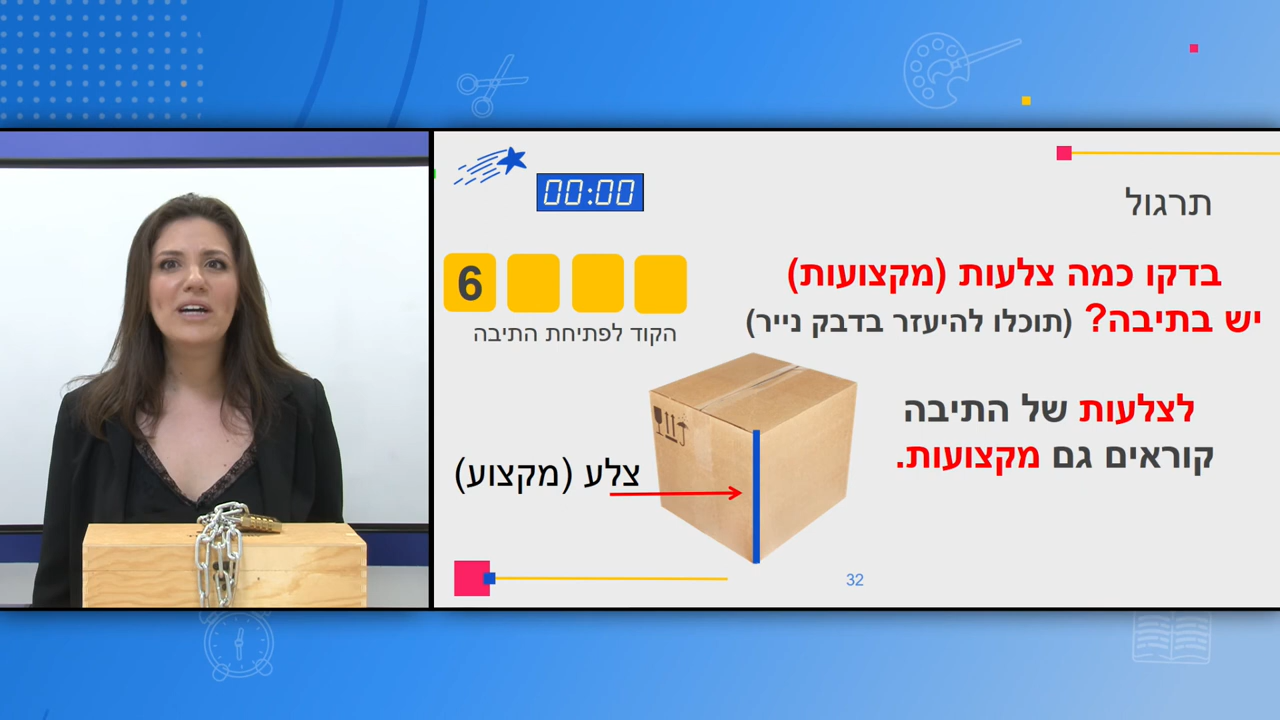 תרגול
00:00
בדקו כמה צלעות (מקצועות)
יש בתיבה? (תוכלו להיעזר בדבק נייר)
6
הקוד לפתיחת התיבה
לצלעות של התיבה
קוראים גם מקצועות.
צלע (מקצוע)
32